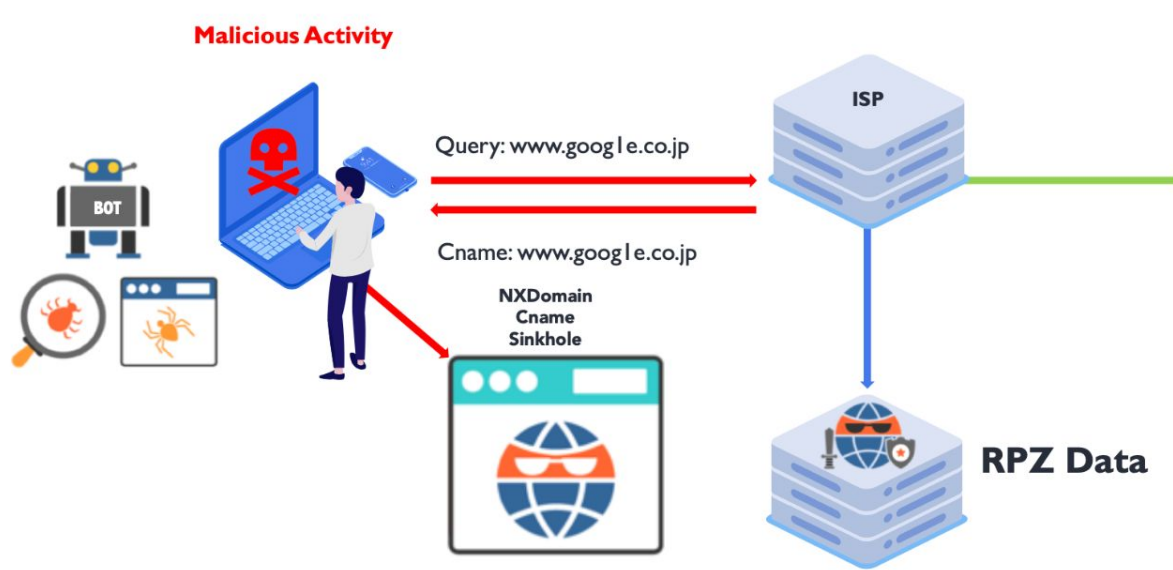 Malicious Activity
ISP
Query: www.goog1e.co.jp
BOT
Cname: www.goog1e.co.jp
NXDomain
Cname
Sinkhole
RPZ Data